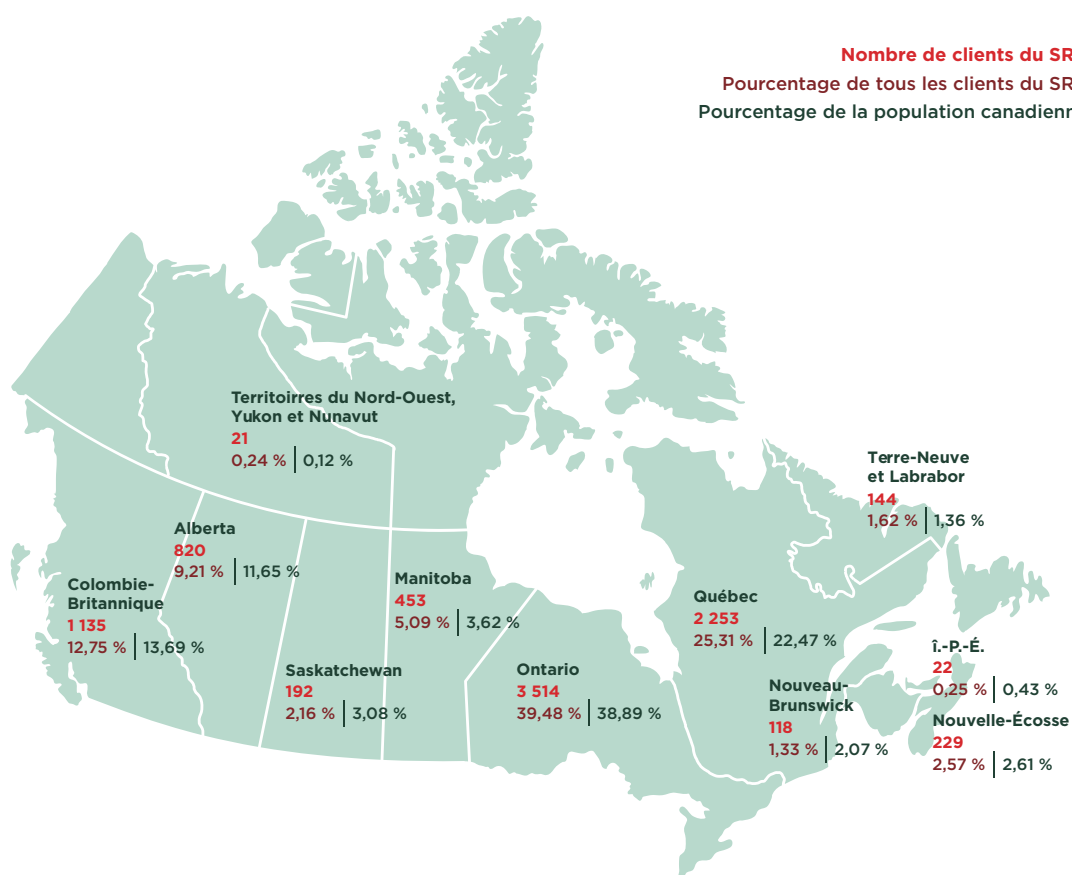 Nombre de clients du SR
Pourcentage de tous les clients du SR
Pourcentage de la population canadienn
Territoirres du Nord-Ouest,
Yukon et Nunavut
21
0,24 % | 0,12 %
Terre-Neuve
et Labrabor
144
1,62 % | 1,36 %
Alberta
820
9,21 % | 11,65 %
Colombie-
Britannique
1 135
12,75 % | 13,69 %
Manitoba
453
5,09 % | 3,62 %
Québec
2 253
25,31 % | 22,47 %
Saskatchewan
192
2,16 % | 3,08 %
Ontario
3 514
39,48 % | 38,89 %
Nouveau-
Brunswick
118
1,33 % | 2,07 %
î.-P.-É.
22
0,25 % | 0,43 %
Nouvelle-Écosse
229
2,57 % | 2,61 %